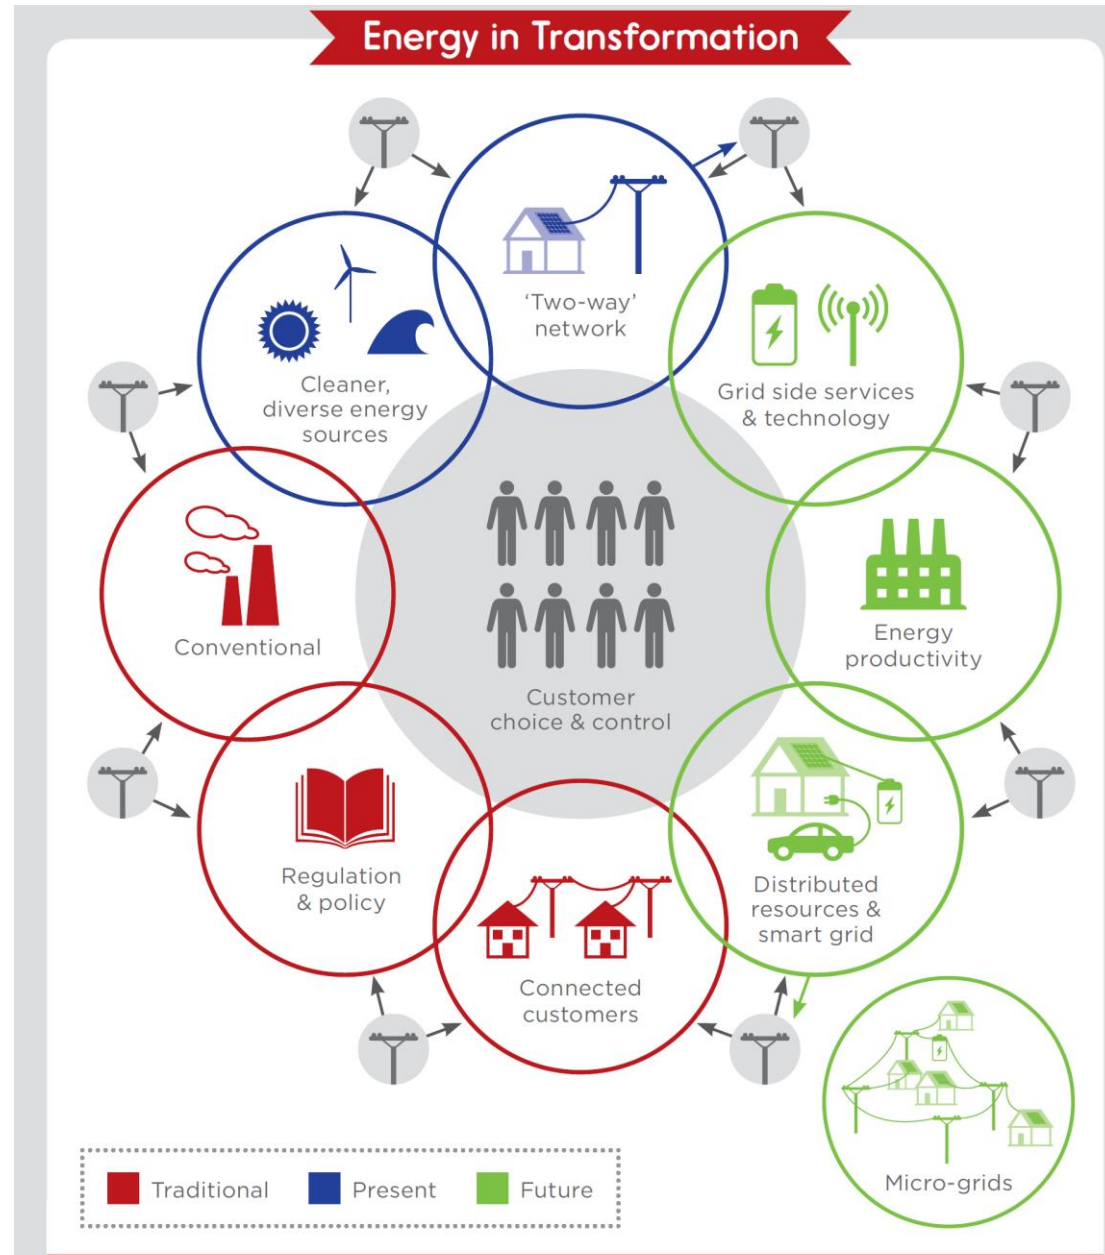 Energy in Transformation
‘Two-way’
network
Cleaner,
diverse energy
sources
Grid side services
& technology
Conventional
Customer
choice & control
Energy
productivity
Regulation
& policy
Connected
customers
Distributed
resources &
smart grid
Micro-grids
Traditional
Present
Future